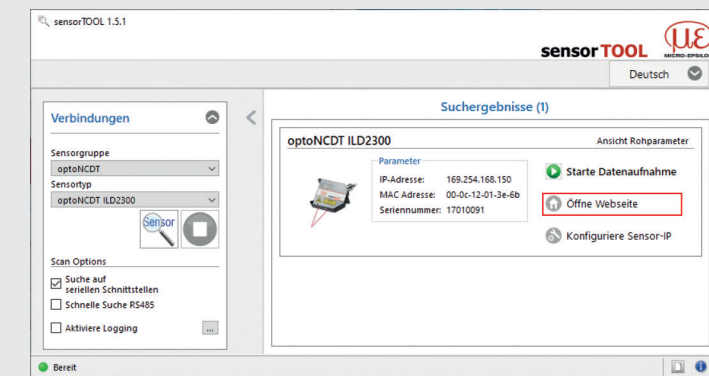 sensorTOOL 1.5.1
sensorTOOL
με
MICRO-EPSILO
Deutsch
Verbindungen
Sensorgruppe
optoNCDT
Sensortyp
optoNCDT ILD2300
Sensor
Scan Options
Suche auf
seriellen Schnittstellen
Schnelle Suche RS485
Aktiviere Logging
...
Suchergebnisse (1)
optoNCDT ILD2300
Ansicht Rohparameter
Parameter
IP-Adresse: 169.254.168.150
MAC Adresse: 00-0c-12-01-3e-6b
Seriennummer: 17010091
Starte Datenaufnahme
Öffne Webseite
Konfiguriere Sensor-IP
Bereit